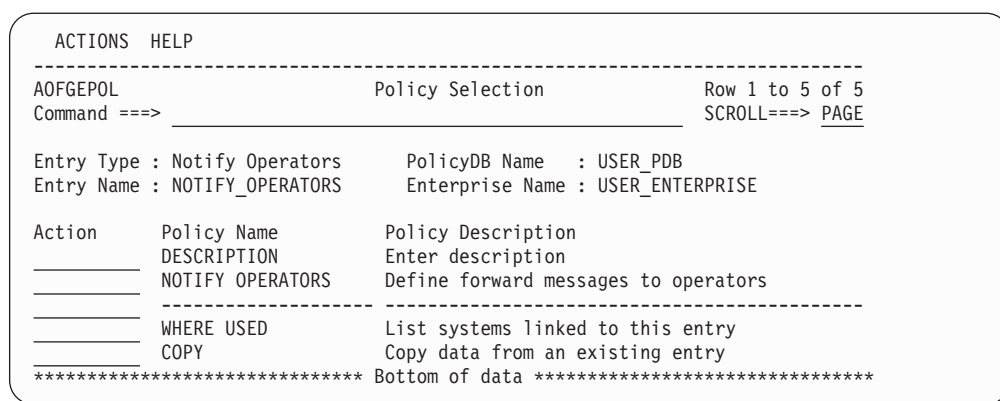 ACTIONS HELP
--------------------------------------------------------------------------------
AOFGEPOL Policy Selection Row 1 to 5 of 5
Command ===> SCROLL===> PAGE
Entry Type : Notify Operators PolicyDB Name : USER_PDB
Entry Name : NOTIFY_OPERATORS Enterprise Name : USER_ENTERPRISE
Action Policy Name Policy Description
DESCRIPTION Enter description
NOTIFY OPERATORS Define forward messages to operators
-------------------- ---------------------------------------------
WHERE USED List systems linked to this entry
COPY Copy data from an existing entry
******************************* Bottom of data ********************************